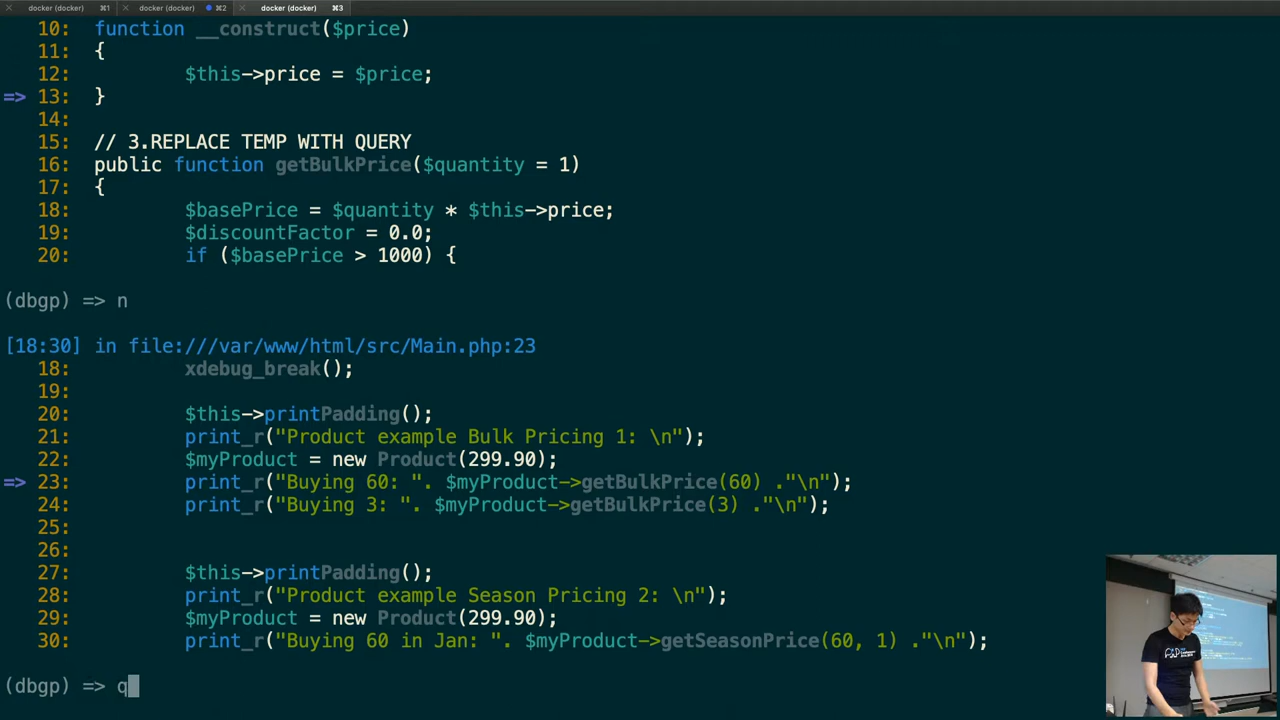 docker (docker) ⌘1 docker (docker) ⌘2 docker (docker) ⌘3
10: function __construct($price)
11: {
12: $this->price = $price;
=> 13: }
14:
15: // 3.REPLACE TEMP WITH QUERY
16: public function getBulkPrice($quantity = 1)
17: {
18: $basePrice = $quantity * $this->price;
19: $discountFactor = 0.0;
20: if ($basePrice > 1000) {
(dbgp) => n
[18:30] in file:///var/www/html/src/Main.php:23
18: xdebug_break();
19:
20: $this->printPadding();
21: print_r("Product example Bulk Pricing 1: \n");
22: $myProduct = new Product(299.90);
=> 23: print_r("Buying 60: ". $myProduct->getBulkPrice(60) ."\n");
24: print_r("Buying 3: ". $myProduct->getBulkPrice(3) ."\n");
25:
26:
27: $this->printPadding();
28: print_r("Product example Season Pricing 2: \n");
29: $myProduct = new Product(299.90);
30: print_r("Buying 60 in Jan: ". $myProduct->getSeasonPrice(60, 1) ."\n");
(dbgp) => q